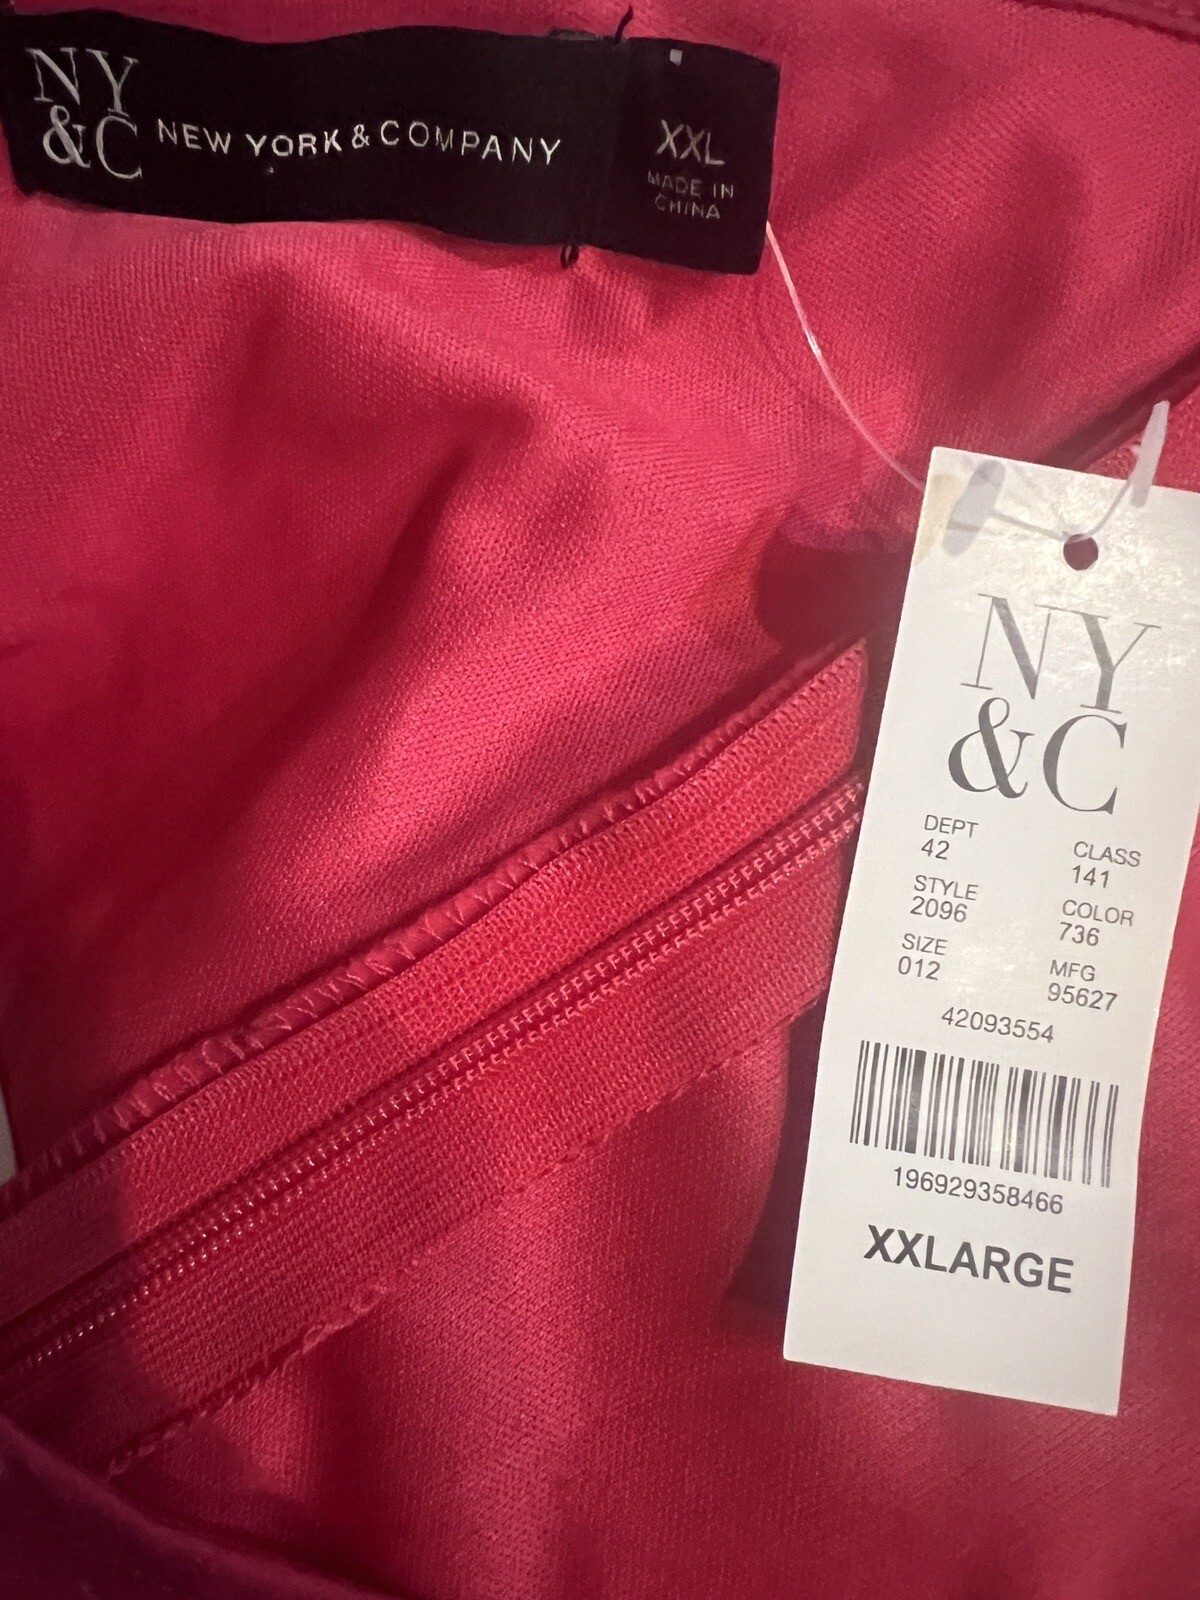 NY
&C
NEW YORK & COMPANY
XXL
MADE IN
CHINA
NY
&C
DEPT
42
CLASS
141
STYLE
2096
COLOR
736
SIZE
012
MFG
95627
42093554
196929358466
XXLARGE